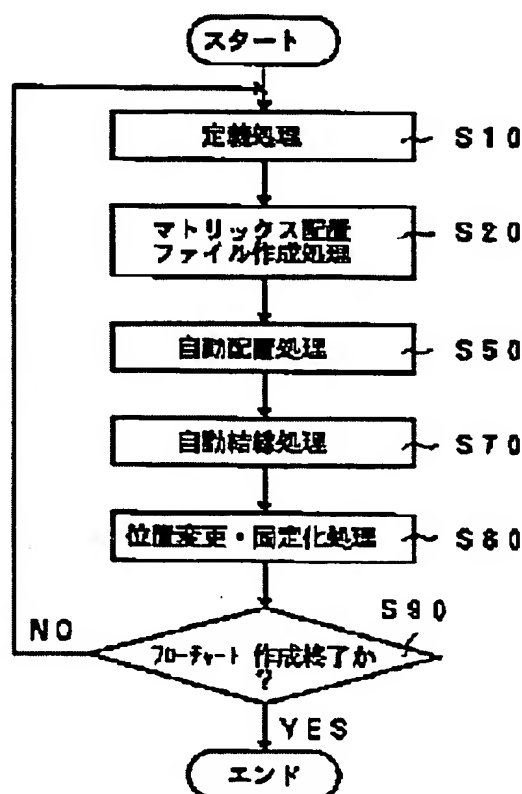 スタート
定義処理
S10
マトリックス配置
ファイル作成処理
S20
自動配置処理
S50
自動結線処理
S70
位置変更・固定化処理
S80
S90
NO
フローチャート 作成終了か
?
YES
エンド